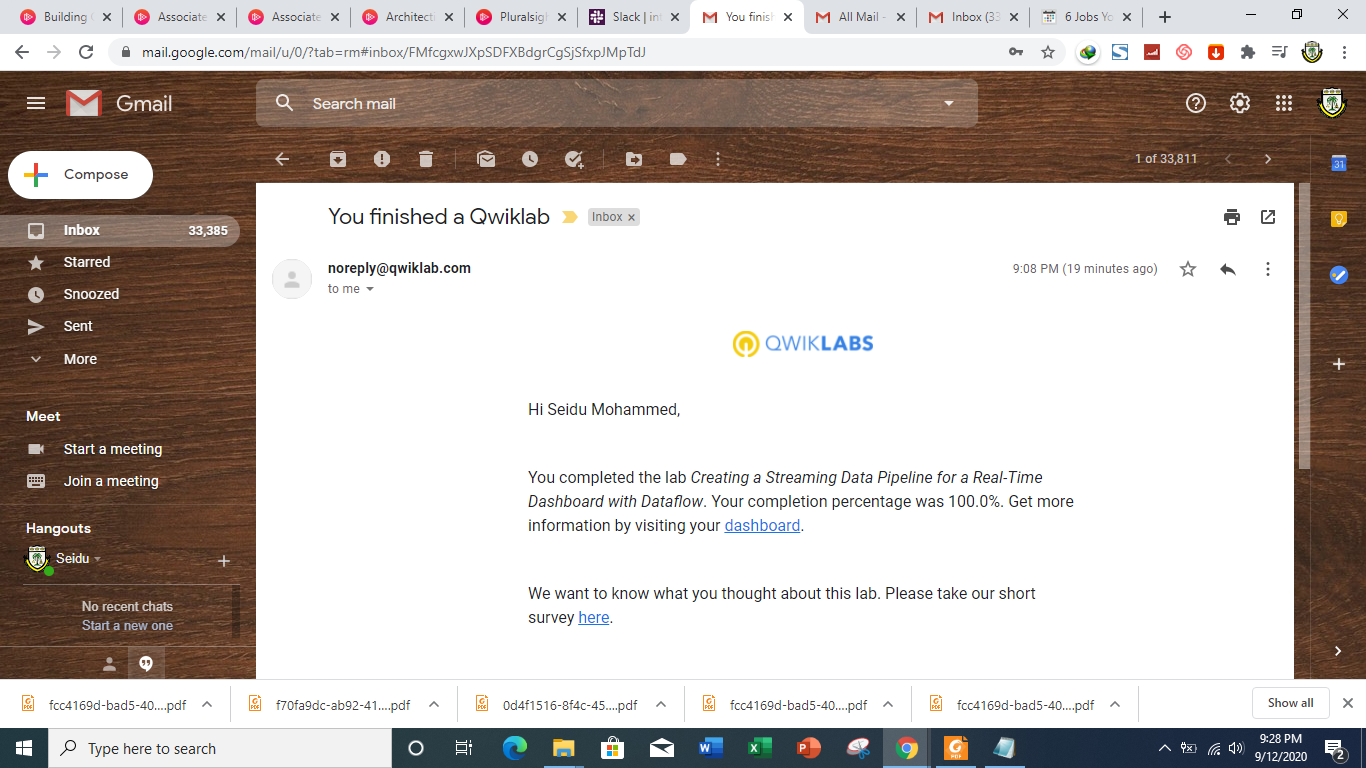 Building
Associate
Associate
Architect
Pluralsig
Slack | in
You finis
All Mail -
Inbox (33
6 Jobs Yo
mail.google.com/mail/u/0/?tab=rm#inbox/FMfcgxwJXpSDFXBdgrCgSjSfxpJMpTdJ
Gmail
Search mail
Compose
1 of 33,811
31
Inbox 33,385
Starred
Snoozed
Sent
More
Meet
Start a meeting
Join a meeting
Hangouts
Seidu
No recent chats
Start a new one
You finished a Qwiklab
Inbox x
noreply@qwiklab.com
9:08 PM (19 minutes ago)
to me
QWIKLABS
Hi Seidu Mohammed,
You completed the lab Creating a Streaming Data Pipeline for a Real-Time
Dashboard with Dataflow. Your completion percentage was 100.0%. Get more
information by visiting your dashboard.
We want to know what you thought about this lab. Please take our short
survey here.
fcc4169d-bad5-40....pdf
f70fa9dc-ab92-41....pdf
0d4f1516-8f4c-45....pdf
fcc4169d-bad5-40....pdf
fcc4169d-bad5-40....pdf
Show all
Type here to search
9:28 PM
9/12/2020
2